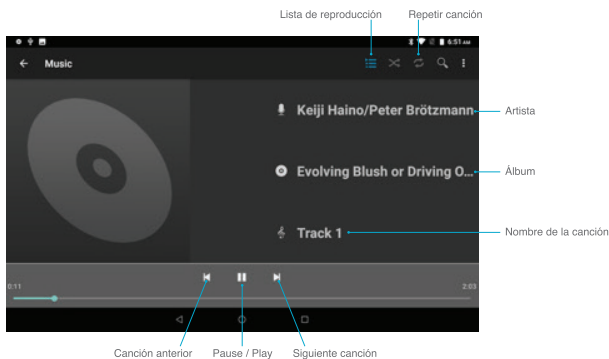 Lista de reproducción
Repetir canción
6:51 AM
Music
Keiji Haino/Peter Brötzmann
Artista
Evolving Blush or Driving O...
Álbum
Track 1
Nombre de la canción
0:11
2:03
Canción anterior
Pause / Play
Siguiente canción